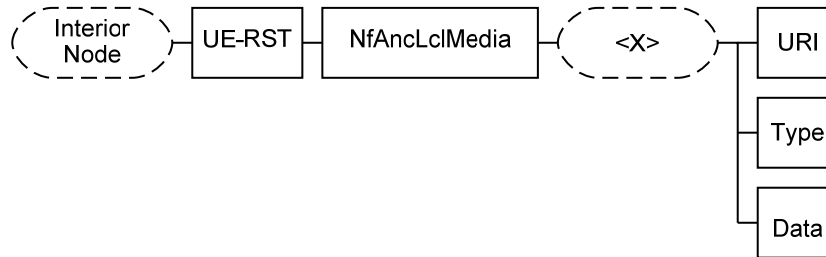 Interior
Node
UE-RST
NfAncLclMedia
<X>
URI
Type
Data